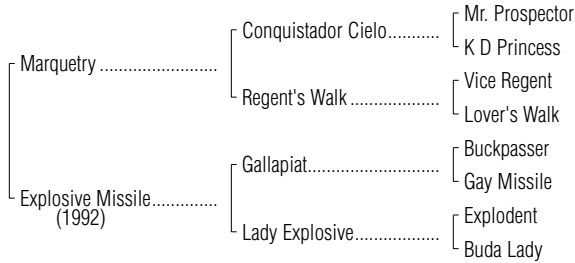 Mr. Prospector
Conquistador Cielo...........
K D Princess
Marquetry .........................
Vice Regent
Regent's Walk ...................
Lover's Walk
Buckpasser
Gallapiat............................
Gay Missile
Explosive Missile..............
(1992)
Explodent
Lady Explosive..................
Buda Lady